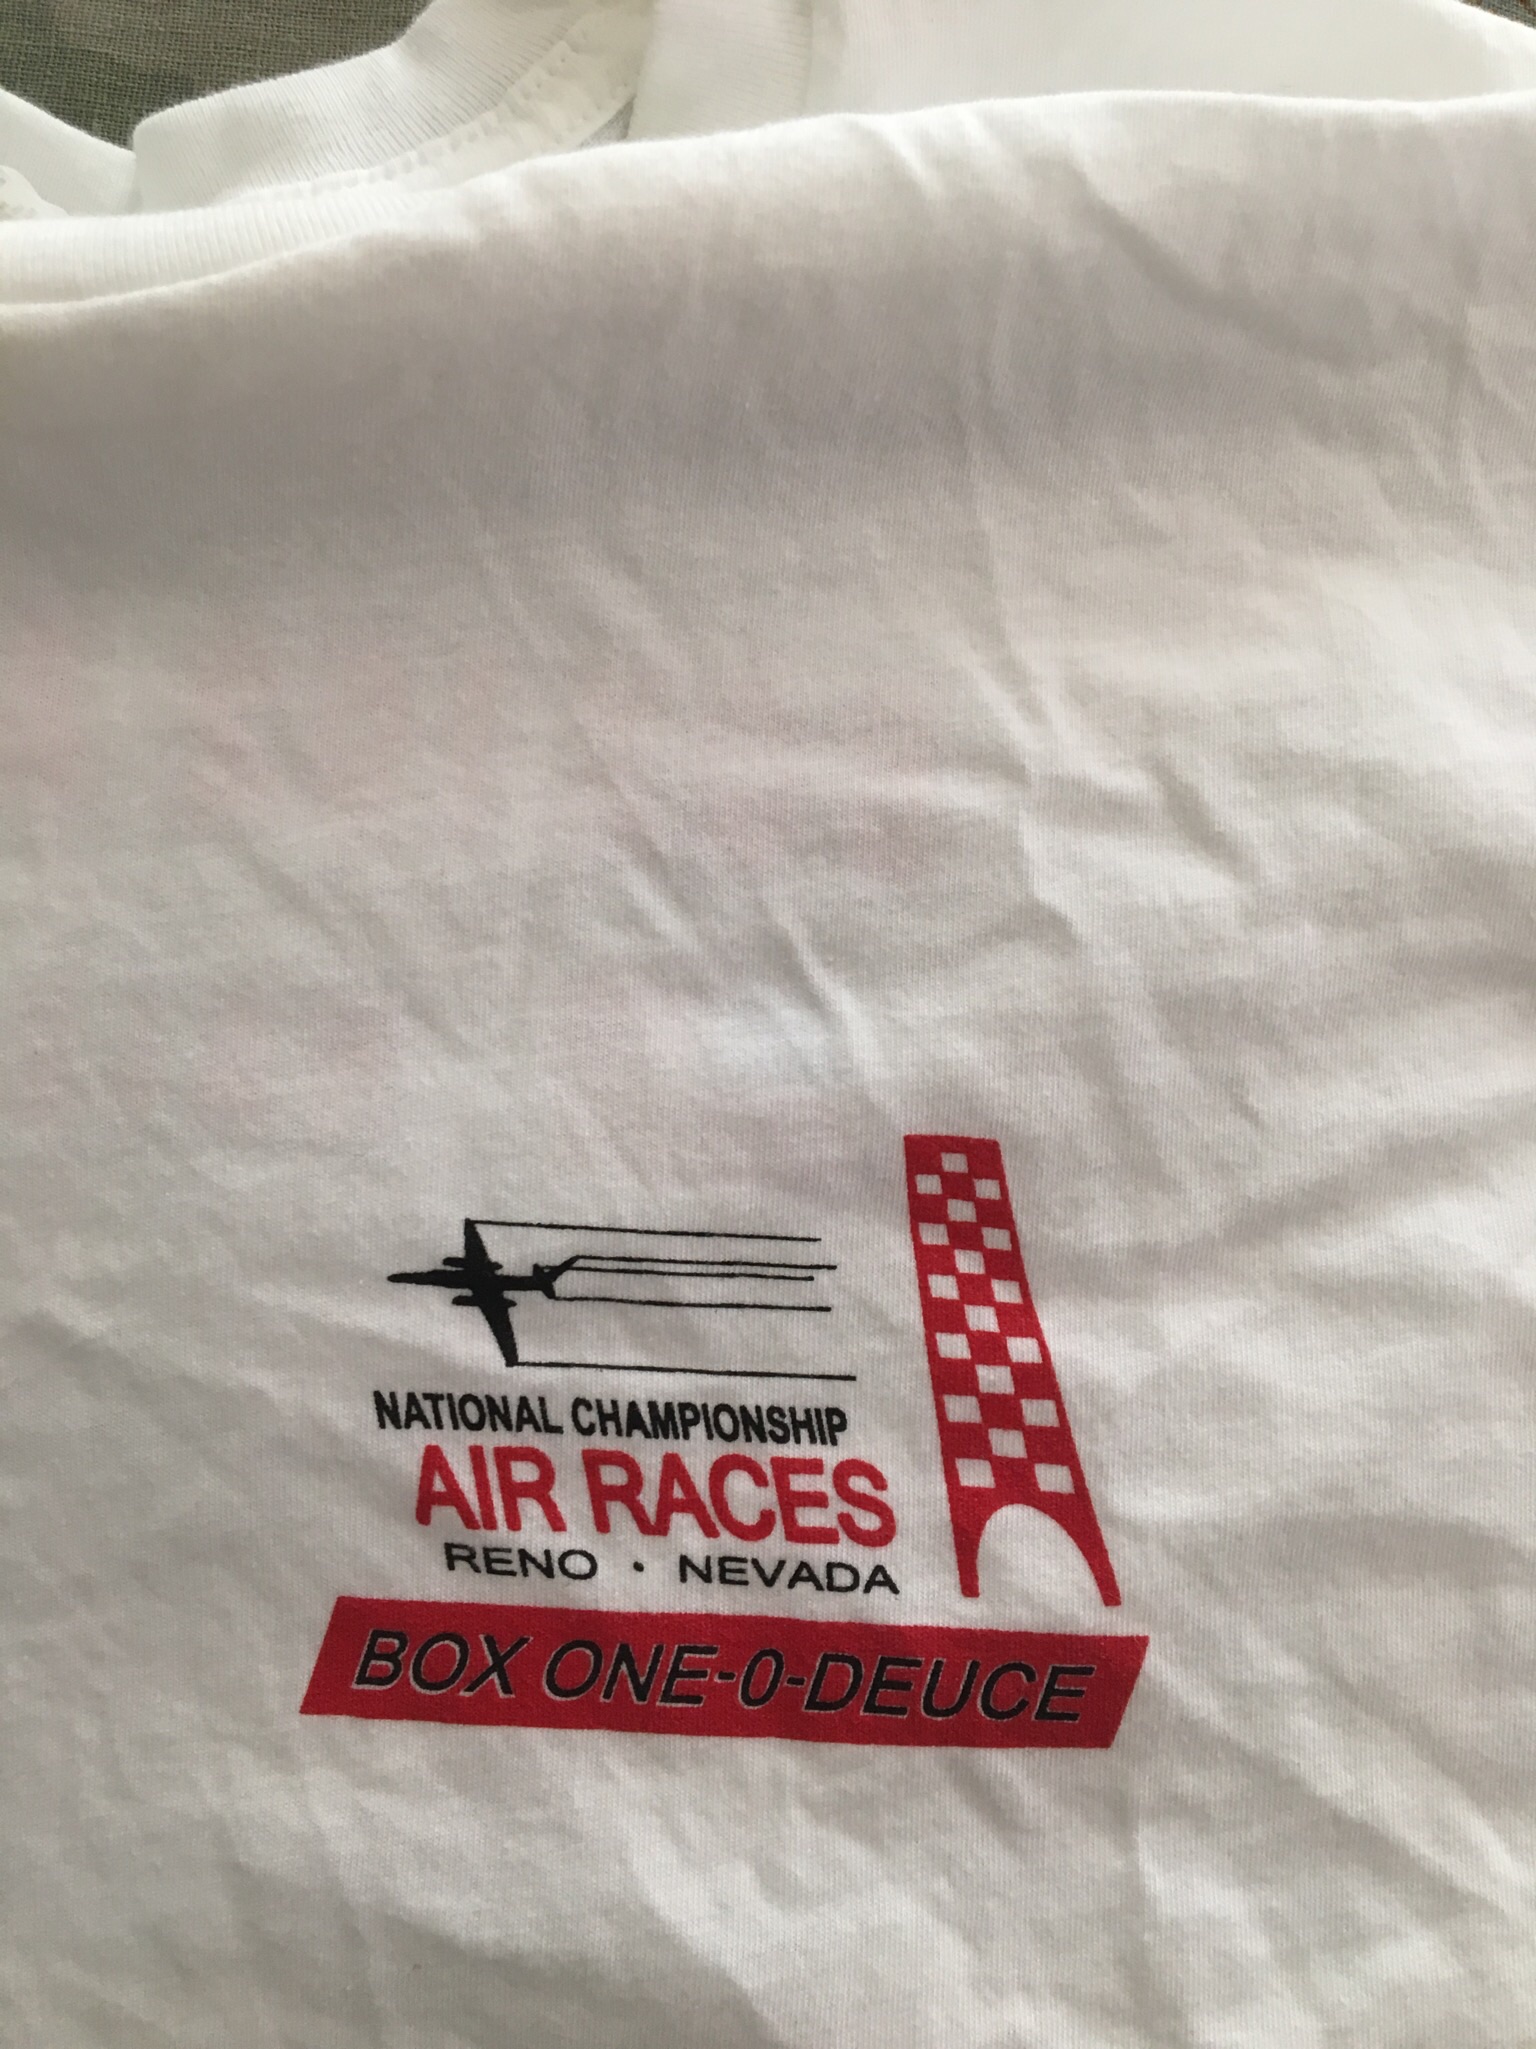 NATIONAL CHAMPIONSHIP
AIR RACES
RENO · NEVADA
BOX ONE-0-DEUCE